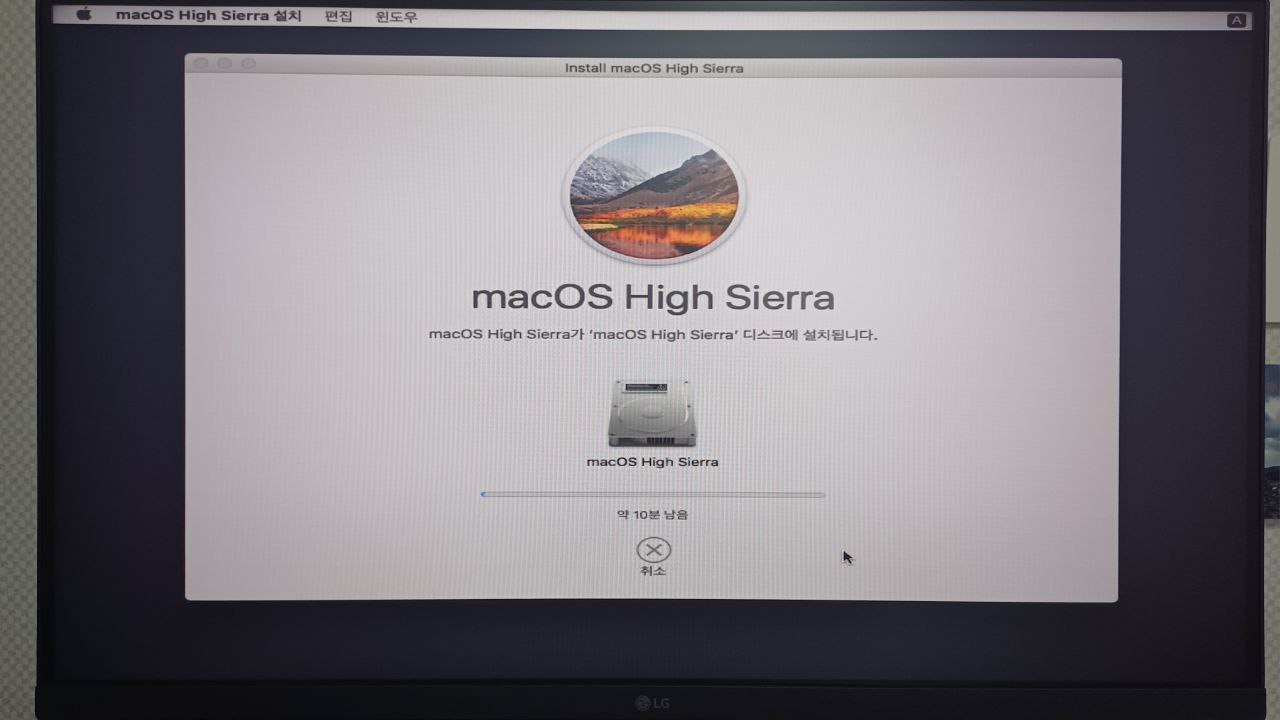 macOS High Sierra 설치 편집 윈도우 A
Install macOS High Sierra
macOS High Sierra
macOS High Sierra가 ‘macOS High Sierra’ 디스크에 설치됩니다.
macOS High Sierra
약 10분 남음
취소
LG